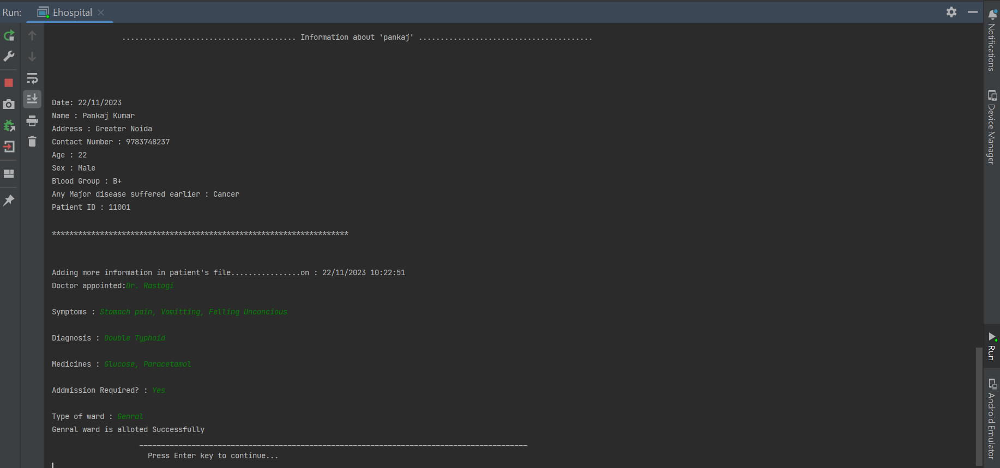 Run: Ehospital
...................................... Information about 'pankaj' ......................................
Date: 22/11/2023
Name : Pankaj Kumar
Address : Greater Noida
Contact Number : 9783748237
Age : 22
Sex : Male
Blood Group : B+
Any Major disease suffered earlier : Cancer
Patient ID : 11001
********************************************************************
Adding more information in patient's file................on : 22/11/2023 10:22:51
Doctor appointed:Dr. Rastogi
Symptoms : Stomach pain, Vomitting, Felling Unconcious
Diagnosis : Double Typhoid
Medicines : Glucose, Paracetamol
Addmission Required? : Yes
Type of ward : Genral
Genral ward is alloted Successfully
_________________________________________________________________________________________
Press Enter key to continue...
Notifications
Device Manager
Run
Android Emulator